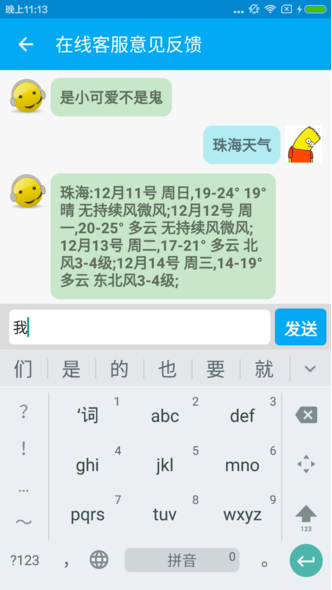 晚上11:13
在线客服意见反馈
是小可爱不是鬼
珠海天气
珠海:12月11号 周日,19-24° 19°
晴 无持续风微风;12月12号 周
一,20-25° 多云 无持续风微风;
12月13号 周二,17-21° 多云 北
风3-4级;12月14号 周三,14-19°
多云 东北风3-4级;
我
发送
们 是 的 也 要 就
? ‘词 1 abc 2 def 3
! ghi 4 jkl 5 mno 6
… pqrs 7 tuv 8 wxyz 9
～ 123
?123 , 拼音 0 。